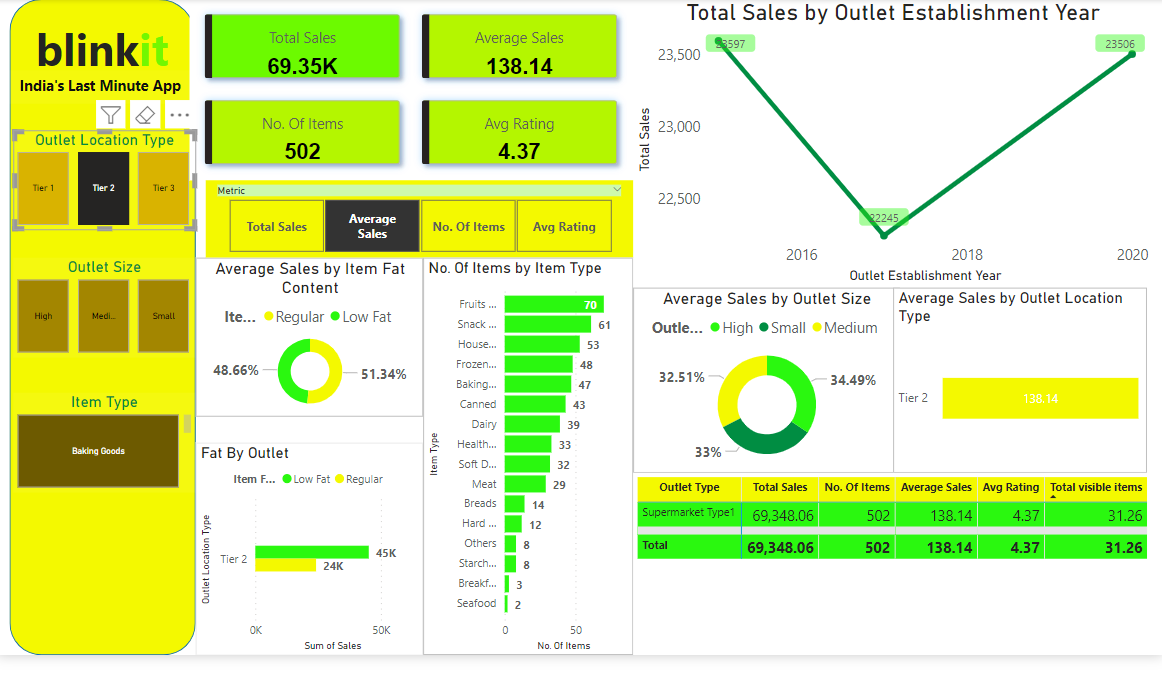 blinkit
India's Last Minute App
Outlet Location Type
Tier 1
Tier 2
Tier 3
Outlet Size
High
Medi...
Small
Item Type
Baking Goods
Total Sales
69.35K
Average Sales
138.14
No. Of Items
502
Avg Rating
4.37
Metric
Total Sales
Average
Sales
No. Of Items
Avg Rating
Average Sales by Item Fat
Content
Ite...
Regular
Low Fat
48.66%
51.34%
Fat By Outlet
Item F...
Low Fat
Regular
Outlet Location Type
Tier 2
45K
24K
0K
50K
Sum of Sales
No. Of Items by Item Type
Item Type
Fruits ...
70
Snack ...
61
House...
53
Frozen...
48
Baking...
47
Canned
43
Dairy
39
Health...
33
Soft D...
32
Meat
29
Breads
14
Hard ...
12
Others
8
Starch...
8
Breakf...
3
Seafood
2
0
50
No. Of Items
Total Sales by Outlet Establishment Year
Total Sales
23,500
23,000
22,500
23597
22245
23506
2016
2018
2020
Outlet Establishment Year
Average Sales by Outlet Size
Outle...
High
Small
Medium
32.51%
34.49%
33%
Average Sales by Outlet Location
Type
Tier 2
138.14
Outlet Type Total Sales No. Of Items Average Sales Avg Rating Total visible items
Supermarket Type1 69,348.06 502 138.14 4.37 31.26
Total 69,348.06 502 138.14 4.37 31.26